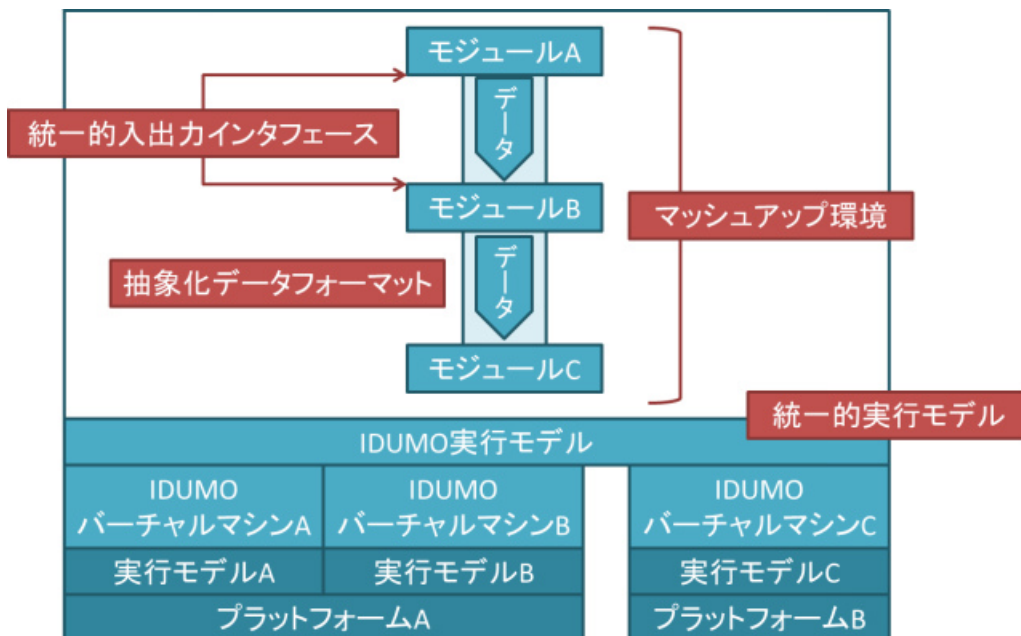 モジュールA
データ
統一的入出力インタフェース
モジュールB
マッシュアップ環境
抽象化データフォーマット
データ
モジュールC
統一的実行モデル
IDUMO実行モデル
IDUMO
バーチャルマシンA
IDUMO
バーチャルマシンB
IDUMO
バーチャルマシンC
実行モデルA
実行モデルB
実行モデルC
プラットフォームA
プラットフォームB